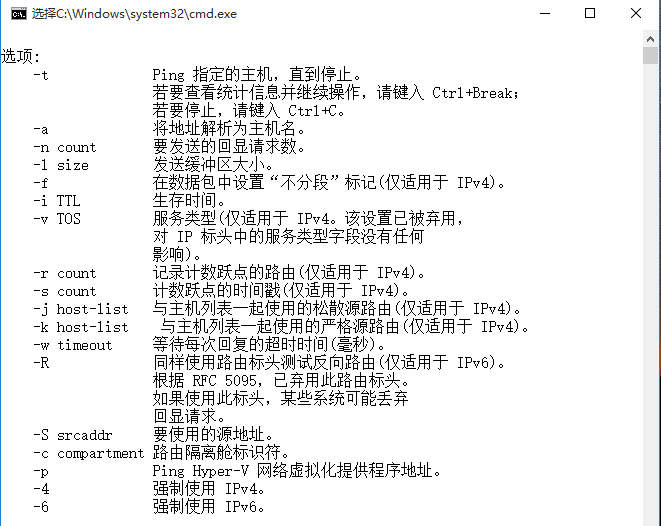 选择C:\Windows\system32\cmd.exe
选项:
-t Ping 指定的主机，直到停止。
若要查看统计信息并继续操作，请键入 Ctrl+Break；
若要停止，请键入 Ctrl+C。
-a 将地址解析为主机名。
-n count 要发送的回显请求数。
-l size 发送缓冲区大小。
-f 在数据包中设置“不分段”标记(仅适用于 IPv4)。
-i TTL 生存时间。
-v TOS 服务类型(仅适用于 IPv4。该设置已被弃用，
对 IP 标头中的服务类型字段没有任何
影响)。
-r count 记录计数跃点的路由(仅适用于 IPv4)。
-s count 计数跃点的时间戳(仅适用于 IPv4)。
-j host-list 与主机列表一起使用的松散源路由(仅适用于 IPv4)。
-k host-list 与主机列表一起使用的严格源路由(仅适用于 IPv4)。
-w timeout 等待每次回复的超时时间(毫秒)。
-R 同样使用路由标头测试反向路由(仅适用于 IPv6)。
根据 RFC 5095，已弃用此路由标头。
如果使用此标头，某些系统可能丢弃
回显请求。
-S srcaddr 要使用的源地址。
-c compartment 路由隔离舱标识符。
-p Ping Hyper-V 网络虚拟化提供程序地址。
-4 强制使用 IPv4。
-6 强制使用 IPv6。